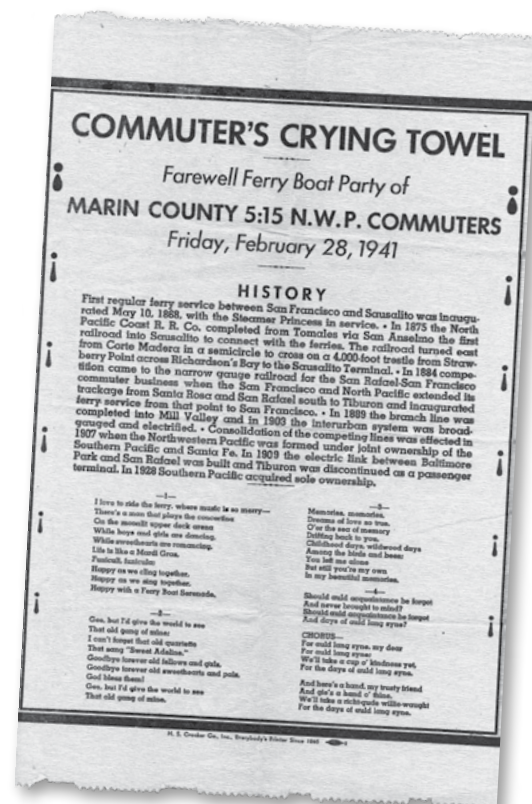 COMMUTER'S CRYING TOWEL
Farewell Ferry Boat Party of
MARIN COUNTY 5:15 N.W.P. COMMUTERS
Friday, February 28, 1941
HISTORY
First regular ferry service between San Francisco and Sausalito was inaugu-
rated May 10, 1868, with the Steamer Princess in service. • In 1875 the North
Pacific Coast R. R. Co. completed from Tomales via San Anselmo the first
railroad into Sausalito to connect with the ferries. The railroad turned east
from Corte Madera in a semicircle to cross on a 4,000-foot trestle from Straw-
berry Point across Richardson's Bay to the Sausalito Terminal. • In 1884 compe-
tition came to the narrow gauge railroad for the San Rafael-San Francisco
commuter business when the San Francisco and North Pacific extended its
trackage from Santa Rosa and San Rafael south to Tiburon and inaugurated
ferry service from that point to San Francisco. • In 1889 the branch line was
completed into Mill Valley and in 1903 the interurban system was broad-
gauged and electrified. • Consolidation of the competing lines was effected in
1907 when the Northwestern Pacific was formed under joint ownership of the
Southern Pacific and Santa Fe. In 1909 the electric link between Baltimore
Park and San Rafael was built and Tiburon was discontinued as a passenger
terminal. In 1928 Southern Pacific acquired sole ownership.
—1—
I love to ride the ferry, where music is so merry—
There's a man that plays the concertina
On the moonlit upper deck arena
While boys and girls are dancing,
While sweethearts are romancing,
Life is like a Mardi Gras,
Funiculi, funicula;
Happy as we cling together,
Happy as we sing together,
Happy with a Ferry Boat Serenade.
—2—
Gee, but I'd give the world to see
That old gang of mine;
I can't forget that old quartette
That sang "Sweet Adeline."
Goodbye forever old fellows and girls,
Goodbye forever old sweethearts and pals,
God bless them!
Gee, but I'd give the world to see
That old gang of mine.
—3—
Memories, memories,
Dreams of love so true,
O'er the sea of memory
Drifting back to you,
Childhood days, wildwood days
Among the birds and bees;
You left me alone
But still you're my own
In my beautiful memories.
—4—
Should auld acquaintance be forgot
And never brought to mind?
Should auld acquaintance be forgot
And days of auld lang syne?
CHORUS—
For auld lang syne, my dear
For auld lang syne;
We'll take a cup o' kindness yet,
For the days of auld lang syne.
And here's a hand, my trusty friend
And gie's a hand o' thine.
We'll take a richt-gude willie-waught
For the days of auld lang syne.
H. S. Crocker Co., Inc., Everybody's Printer Since